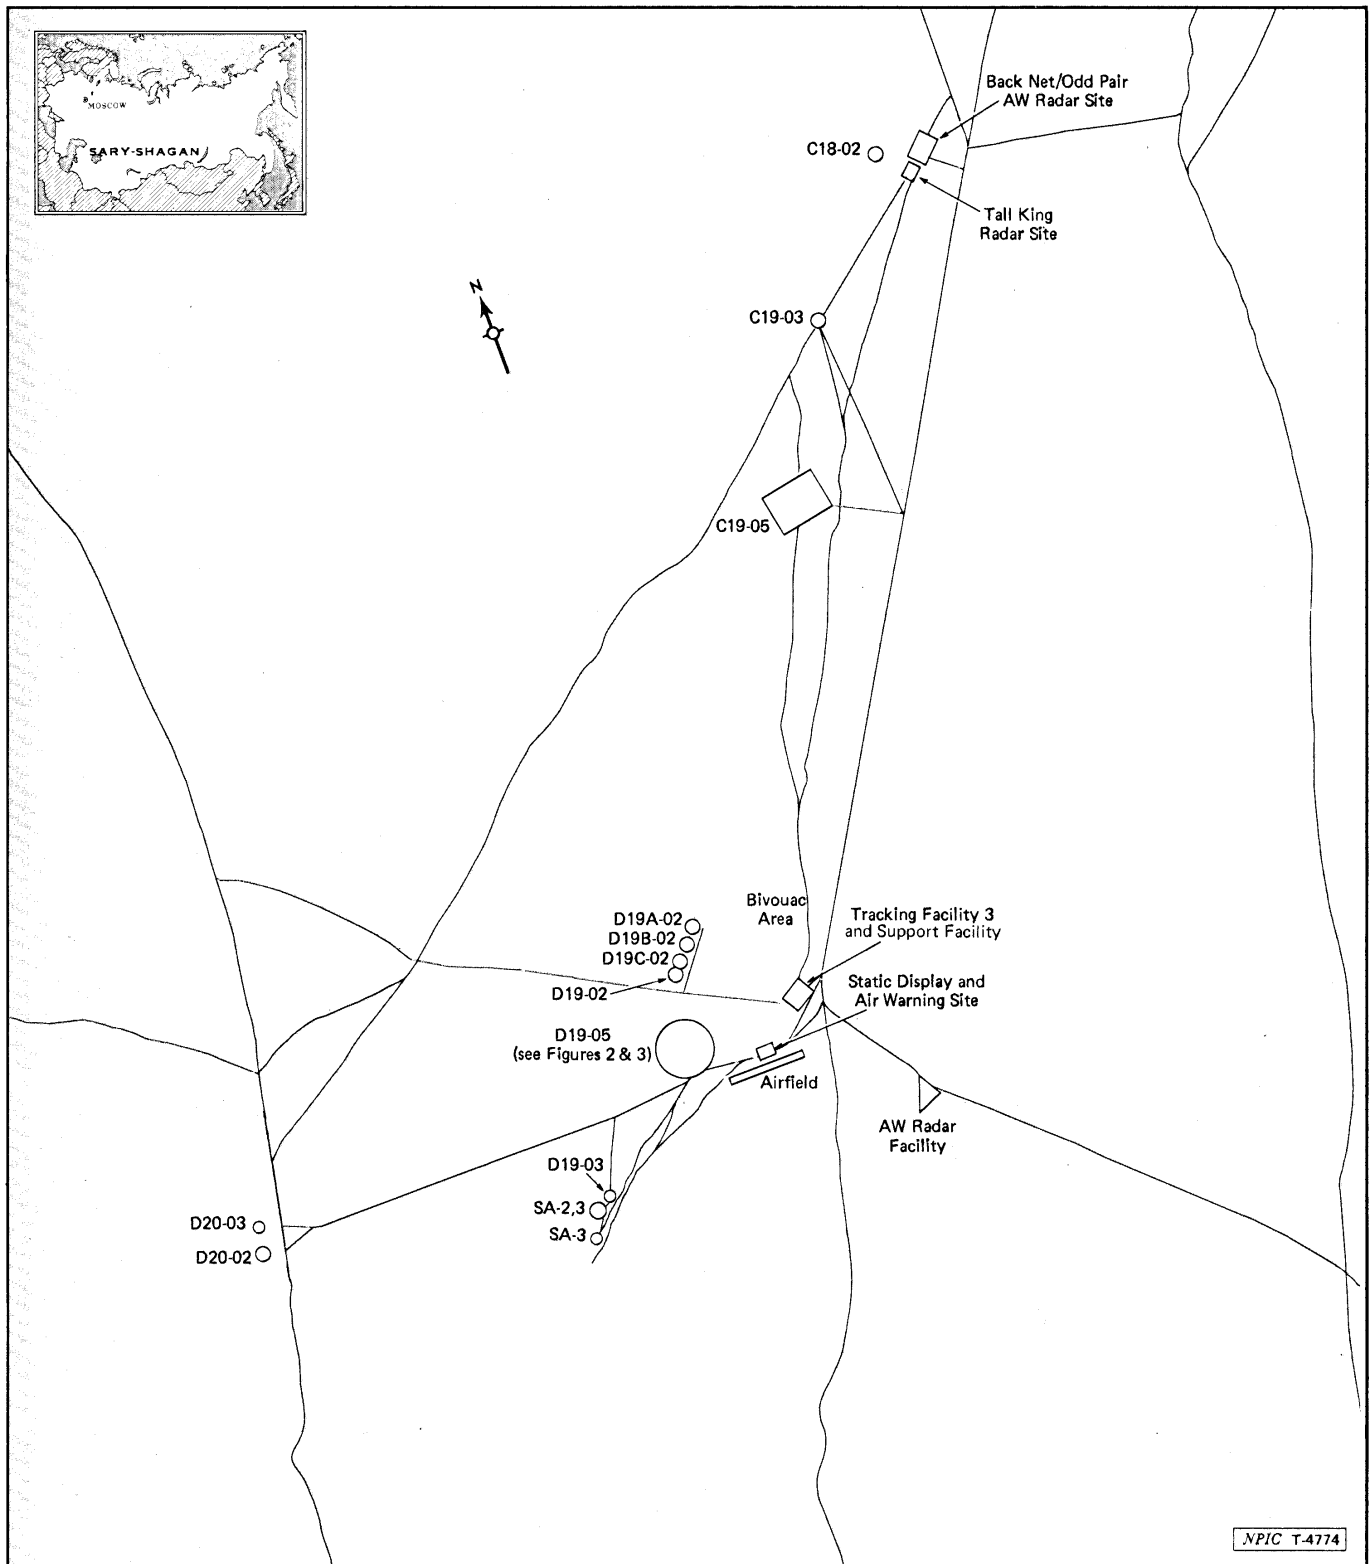 MOSCOW
SARY-SHAGAN
Back Net/Odd Pair
AW Radar Site
C18-02
Tall King
Radar Site
N
C19-03
C19-05
Bivouac
Area
Tracking Facility 3
and Support Facility
D19A-02
D19B-02
D19C-02
D19-02
Static Display and
Air Warning Site
D19-05
(see Figures 2 & 3)
Airfield
AW Radar
Facility
D19-03
SA-2,3
SA-3
D20-03
D20-02
NPIC T-4774